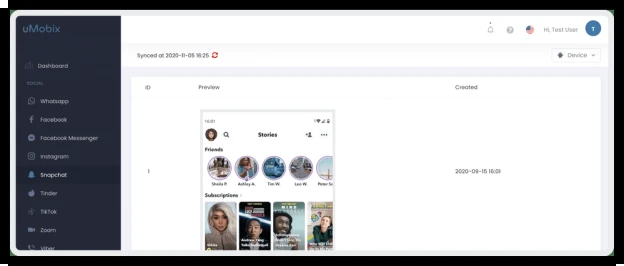 uMobix
Hi, Test User
T
Synced at 2020-11-05 16:25
Device
Dashboard
SOCIAL
Whatsapp
Facebook
Facebook Messenger
Instagram
Snapchat
Tinder
TikTok
Zoom
Viber
ID
Preview
Created
16:01
Stories
Friends
Sheila P.
Ashley A.
Tim W.
Leo W.
Peter S
Subscriptions
1
2020-09-15 16:01